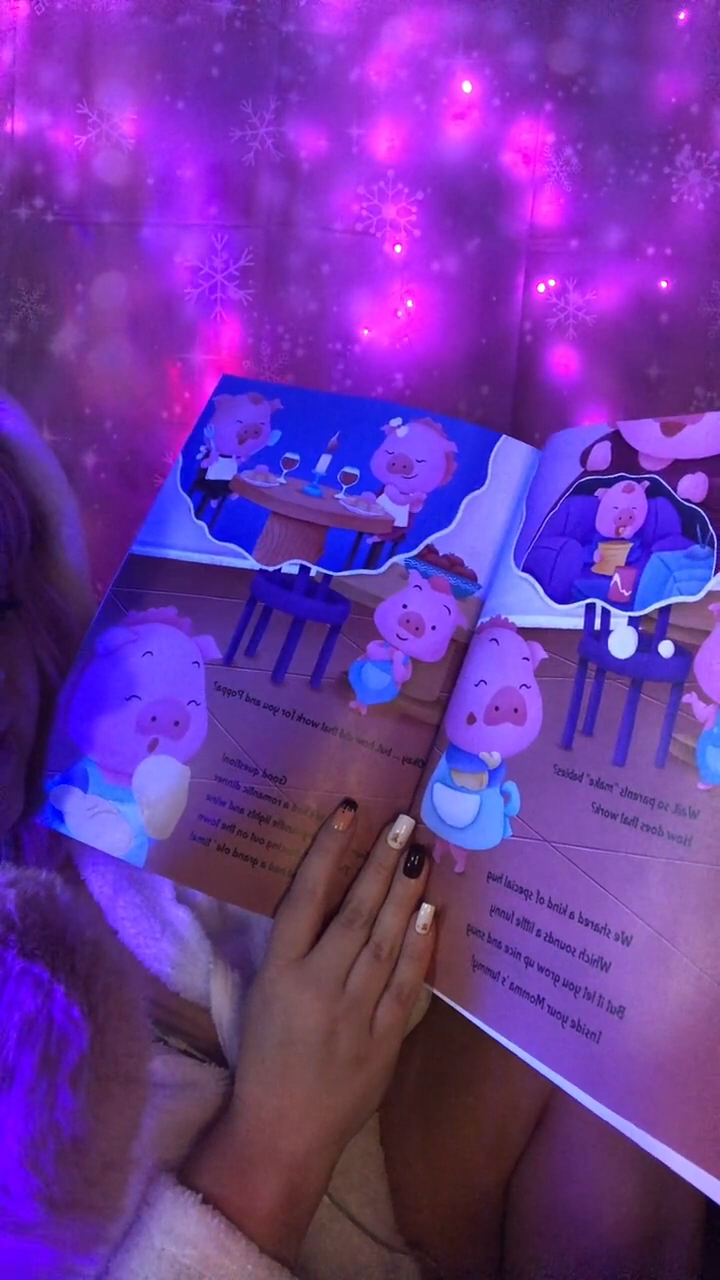 Okay... but how did that work for you and Poppa?
Good question!
a romantic dinner
candle lights and wine
out on the town
had a grand ole' time!
Wait, so parents "make" babies?
How does that work?
We shared a kind of special hug
Which sounds a little funny
But it let you grow up nice and snug
Inside your Momma's tummy!